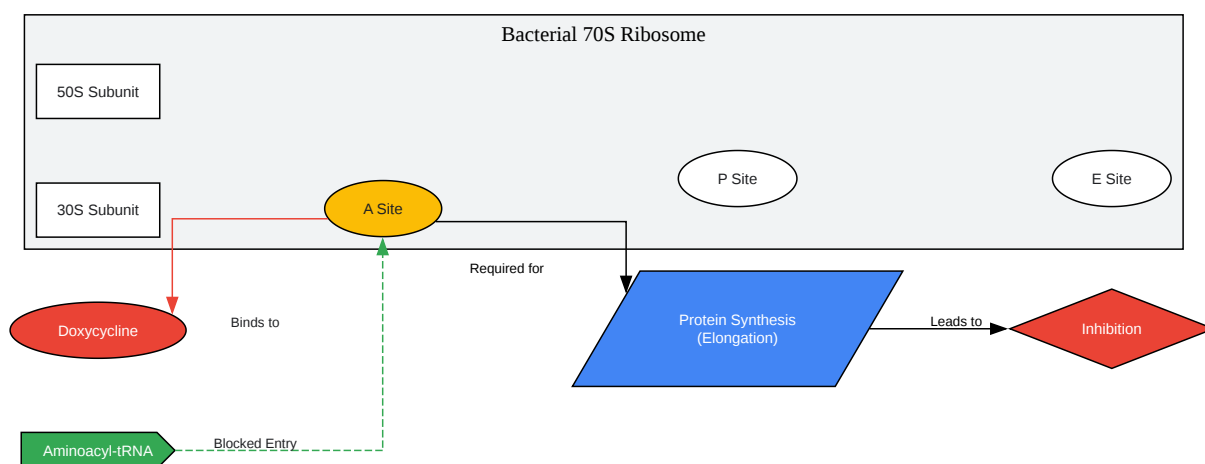 Bacterial 70S Ribosome
50S Subunit
P Site
E Site
30S Subunit
A Site
Required for
Binds to
Doxycycline
Protein Synthesis
(Elongation)
Leads to
Inhibition
Blocked Entry
Aminoacyl-tRNA